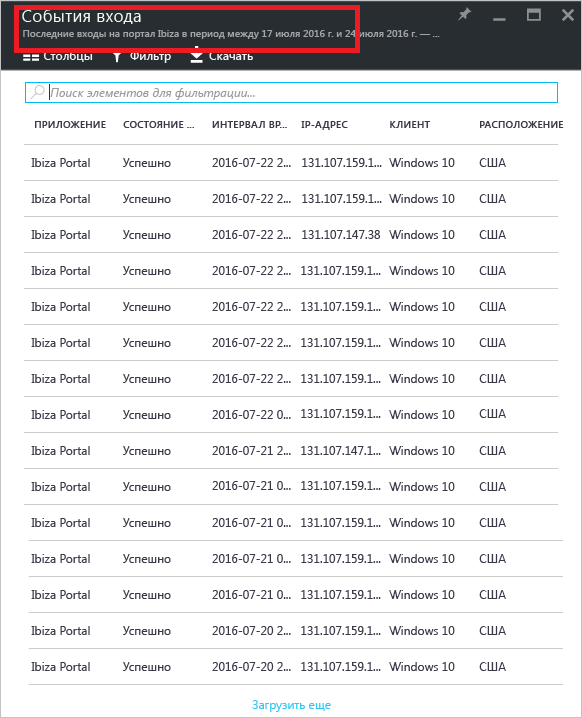 События входа
Последние входы на портал Ibiza в период между 17 июля 2016 г. и 24 июля 2016 г. — ...
Столбцы Фильтр Скачать
Поиск элементов для фильтрации...
ПРИЛОЖЕНИЕ СОСТОЯНИЕ ... ИНТЕРВАЛ ВР... IP-АДРЕС КЛИЕНТ РАСПОЛОЖЕНИЕ
Ibiza Portal Успешно 2016-07-22 2... 131.107.159.1... Windows 10 США
Ibiza Portal Успешно 2016-07-22 2... 131.107.159.1... Windows 10 США
Ibiza Portal Успешно 2016-07-22 2... 131.107.147.38 Windows 10 США
Ibiza Portal Успешно 2016-07-22 2... 131.107.159.1... Windows 10 США
Ibiza Portal Успешно 2016-07-22 2... 131.107.159.1... Windows 10 США
Ibiza Portal Успешно 2016-07-22 2... 131.107.159.1... Windows 10 США
Ibiza Portal Успешно 2016-07-22 2... 131.107.159.1... Windows 10 США
Ibiza Portal Успешно 2016-07-22 0... 131.107.159.1... Windows 10 США
Ibiza Portal Успешно 2016-07-21 2... 131.107.147.1... Windows 10 США
Ibiza Portal Успешно 2016-07-21 0... 131.107.159.1... Windows 10 США
Ibiza Portal Успешно 2016-07-21 0... 131.107.159.1... Windows 10 США
Ibiza Portal Успешно 2016-07-21 0... 131.107.159.1... Windows 10 США
Ibiza Portal Успешно 2016-07-21 0... 131.107.159.1... Windows 10 США
Ibiza Portal Успешно 2016-07-20 2... 131.107.159.1... Windows 10 США
Ibiza Portal Успешно 2016-07-20 2... 131.107.159.1... Windows 10 США
Загрузить еще